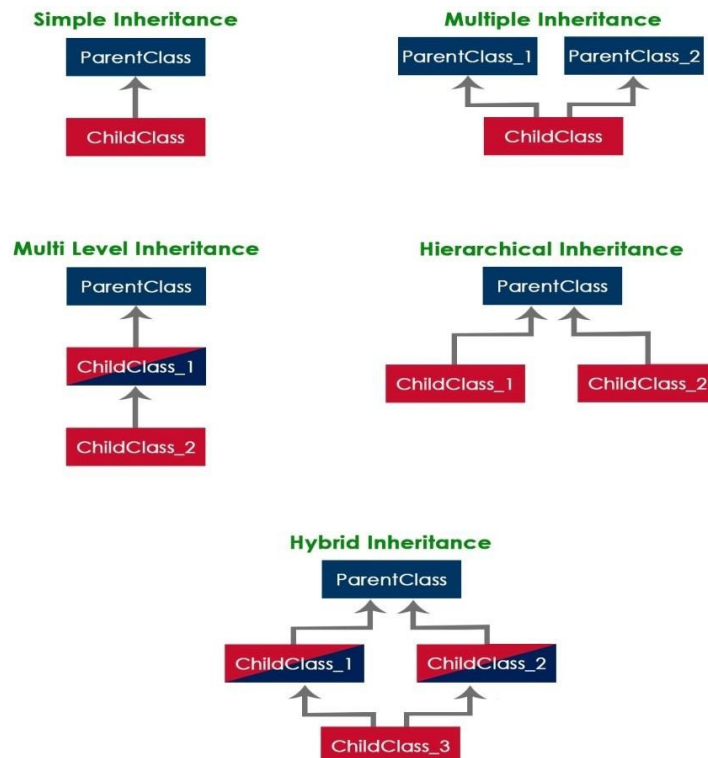 Simple Inheritance
ParentClass
ChildClass
Multiple Inheritance
ParentClass_1
ParentClass_2
ChildClass
Multi Level Inheritance
ParentClass
ChildClass_1
ChildClass_2
Hierarchical Inheritance
ParentClass
ChildClass_1
ChildClass_2
Hybrid Inheritance
ParentClass
ChildClass_1
ChildClass_2
ChildClass_3